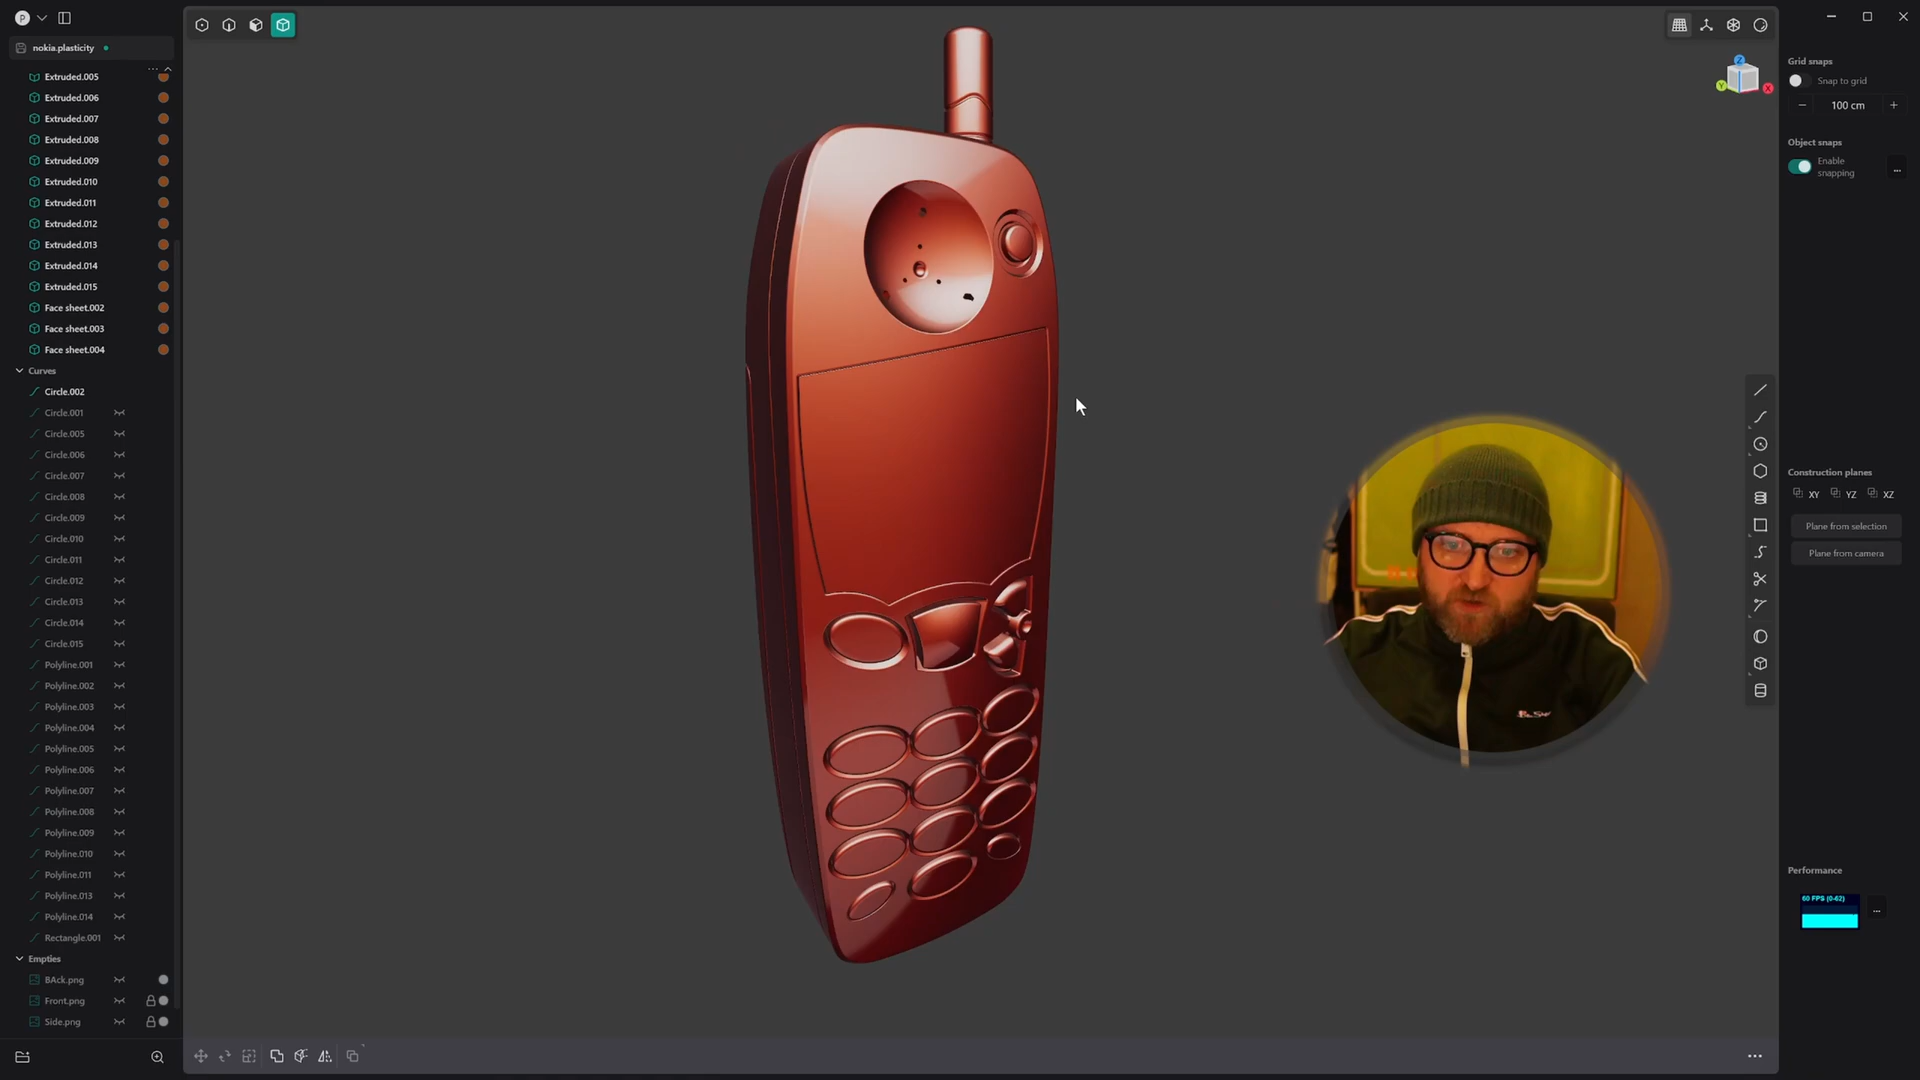 P
nokia.plasticity
Extruded.005
Extruded.006
Extruded.007
Extruded.008
Extruded.009
Extruded.010
Extruded.011
Extruded.012
Extruded.013
Extruded.014
Extruded.015
Face sheet.002
Face sheet.003
Face sheet.004
Curves
Circle.002
Circle.001
Circle.005
Circle.006
Circle.007
Circle.008
Circle.009
Circle.010
Circle.011
Circle.012
Circle.013
Circle.014
Circle.015
Polyline.001
Polyline.002
Polyline.003
Polyline.004
Polyline.005
Polyline.006
Polyline.007
Polyline.008
Polyline.009
Polyline.010
Polyline.011
Polyline.013
Polyline.014
Rectangle.001
Empties
BAck.png
Front.png
Side.png
Z
Y
X
Grid snaps
Snap to grid
100 cm
Object snaps
Enable
snapping
Construction planes
XY YZ XZ
Plane from selection
Plane from camera
Performance
60 FPS (0-62)